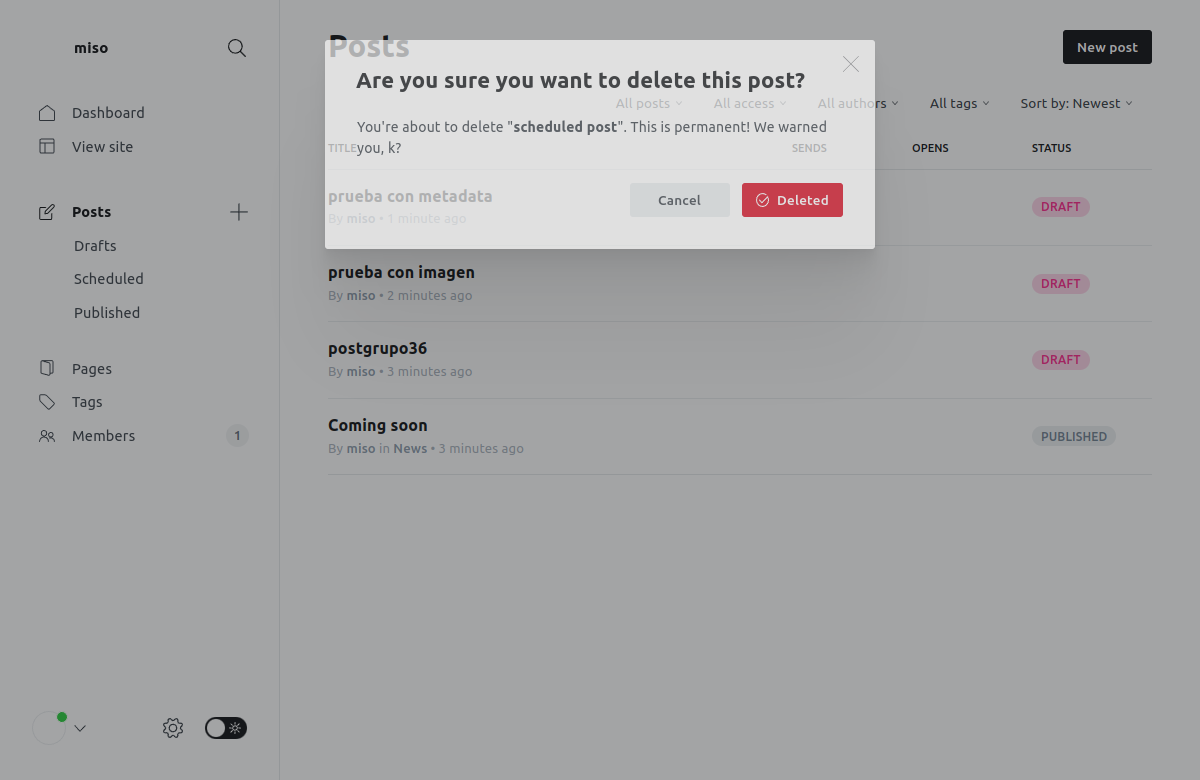 miso
Dashboard
View site
Posts
Drafts
Scheduled
Published
Pages
Tags
Members 1
Posts
New post
Are you sure you want to delete this post?
All posts All access All authors All tags Sort by: Newest
You're about to delete "scheduled post". This is permanent! We warned
you, k?
TITLE SENDS OPENS STATUS
Cancel Deleted
prueba con metadata
By miso • 1 minute ago
DRAFT
prueba con imagen
By miso • 2 minutes ago
DRAFT
postgrupo36
By miso • 3 minutes ago
DRAFT
Coming soon
By miso in News • 3 minutes ago
PUBLISHED